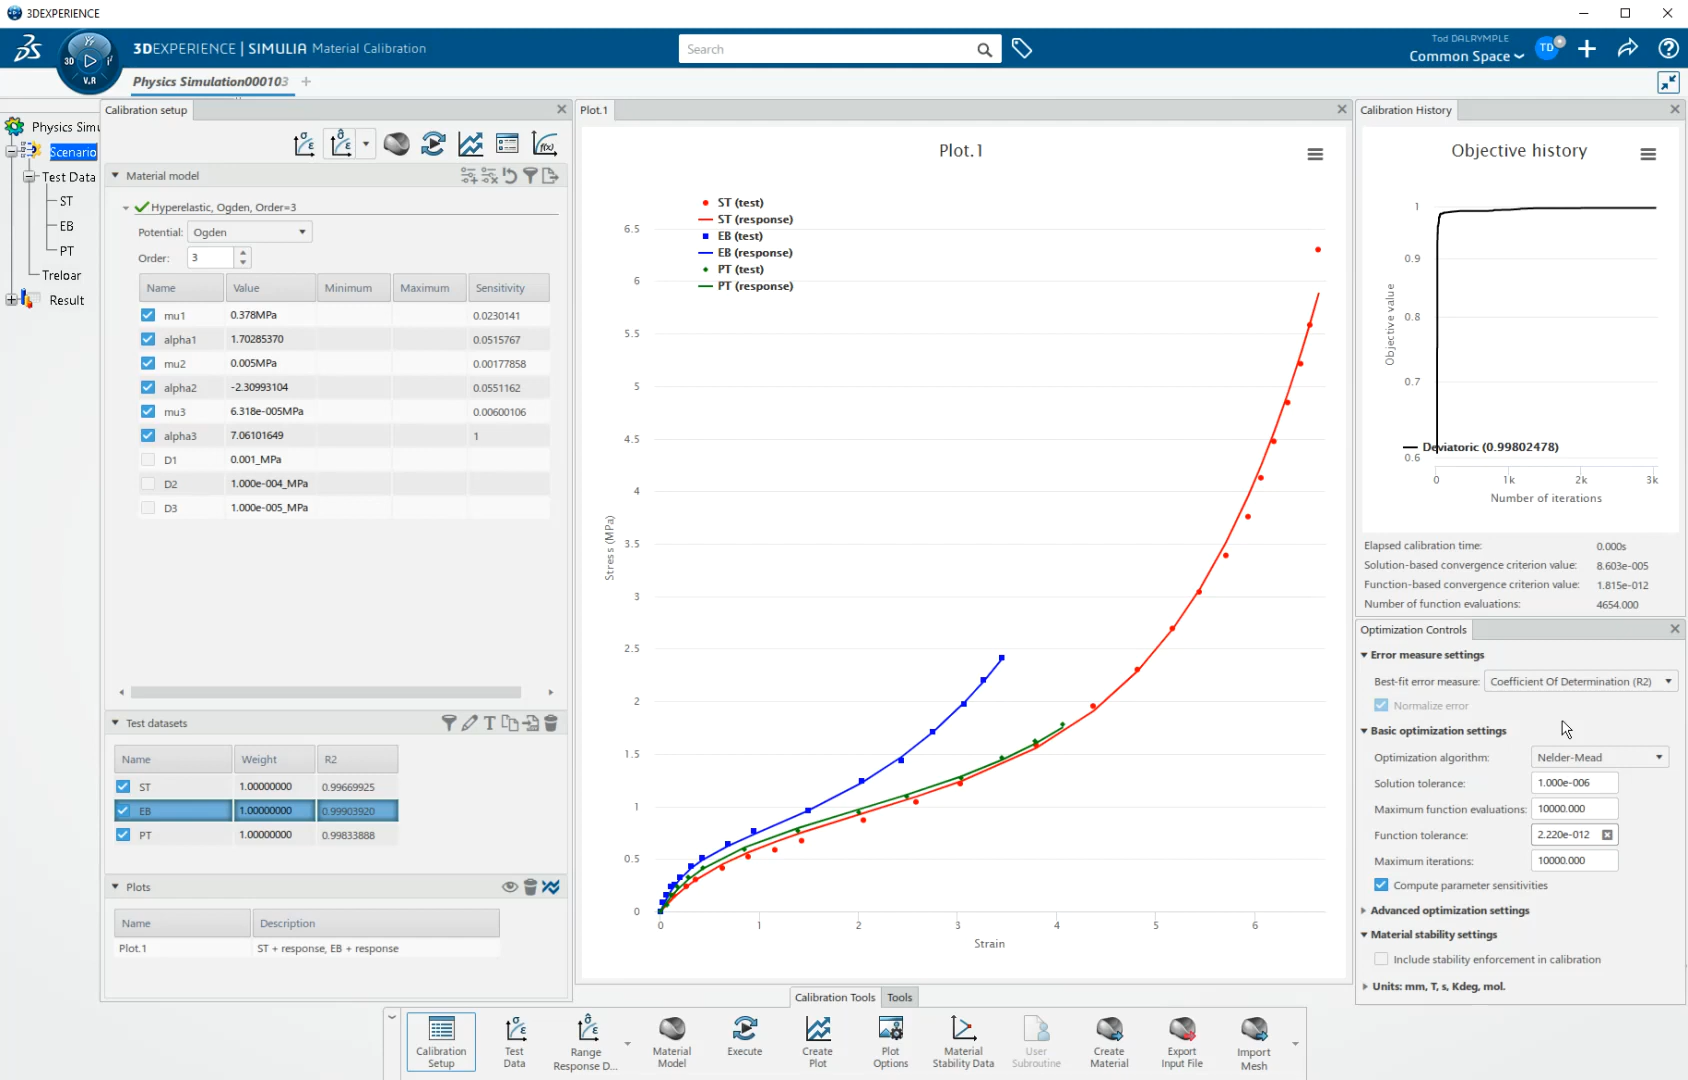 3DEXPERIENCE
3DEXPERIENCE | SIMULIA Material Calibration
Search
Tod DALRYMPLE
Common Space
TD
3D
V.R
Physics Simulation000103
Calibration setup
Plot.1
Calibration History
Physics Simu
Scenario
Test Data
ST
EB
PT
Treloar
Result
Material model
Hyperelastic, Ogden, Order=3
Potential: Ogden
Order: 3
Name Value Minimum Maximum Sensitivity
mu1 0.378MPa 0.0230141
alpha1 1.70285370 0.0515767
mu2 0.005MPa 0.00177858
alpha2 -2.30993104 0.0551162
mu3 6.318e-005MPa 0.00600106
alpha3 7.06101649 1
D1 0.001_MPa
D2 1.000e-004_MPa
D3 1.000e-005_MPa
Test datasets
Name Weight R2
ST 1.00000000 0.99669925
EB 1.00000000 0.99903920
PT 1.00000000 0.99833888
Plots
Name Description
Plot.1 ST + response, EB + response
Plot.1
ST (test)
ST (response)
EB (test)
EB (response)
PT (test)
PT (response)
6.5
6
5.5
5
4.5
4
3.5
3
2.5
2
1.5
1
0.5
0
Stress (MPa)
0 1 2 3 4 5 6
Strain
Objective history
1
0.9
0.8
0.7
0.6
Objective value
Deviatoric (0.99802478)
0 1k 2k 3k
Number of iterations
Elapsed calibration time: 0.000s
Solution-based convergence criterion value: 8.603e-005
Function-based convergence criterion value: 1.815e-012
Number of function evaluations: 4654.000
Optimization Controls
Error measure settings
Best-fit error measure: Coefficient Of Determination (R2)
Normalize error
Basic optimization settings
Optimization algorithm: Nelder-Mead
Solution tolerance: 1.000e-006
Maximum function evaluations: 10000.000
Function tolerance: 2.220e-012
Maximum iterations: 10000.000
Compute parameter sensitivities
Advanced optimization settings
Material stability settings
Include stability enforcement in calibration
Units: mm, T, s, Kdeg, mol.
Calibration Tools Tools
Calibration Setup
Test Data
Range Response D...
Material Model
Execute
Create Plot
Plot Options
Material Stability Data
User Subroutine
Create Material
Export Input File
Import Mesh